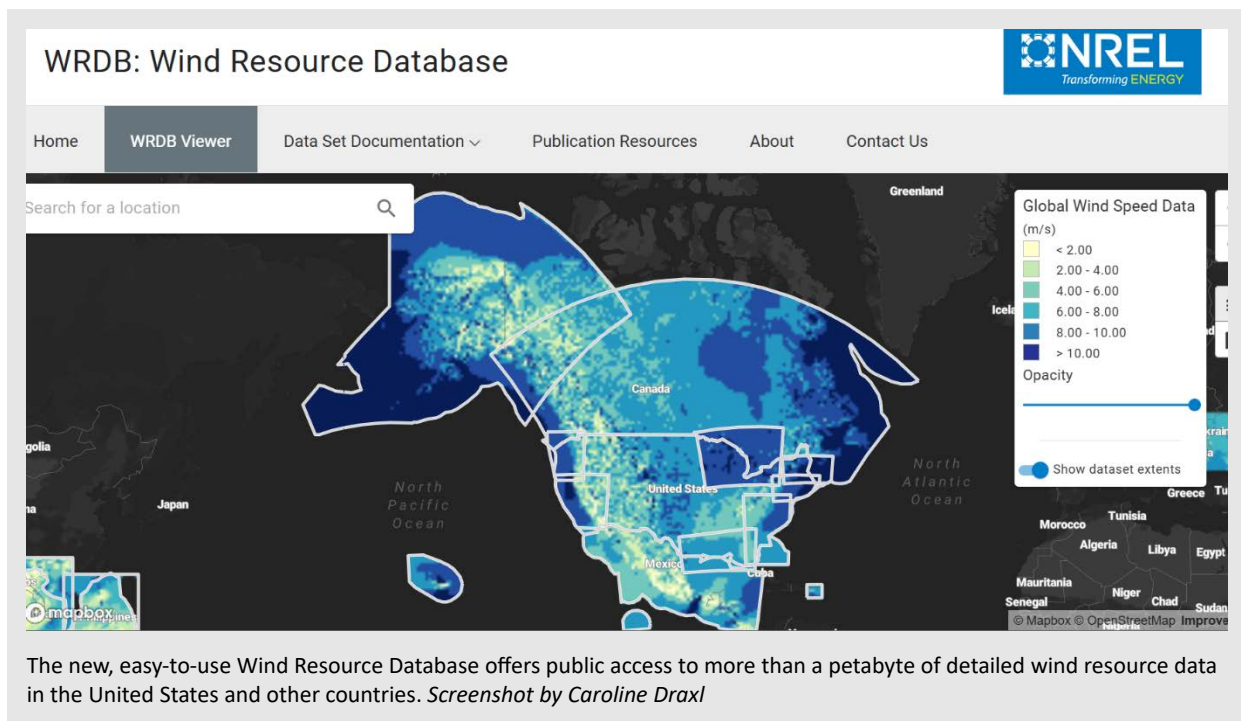 WRDB: Wind Resource Database
NREL
Transforming ENERGY
Home
WRDB Viewer
Data Set Documentation
Publication Resources
About
Contact Us
Search for a location
Greenland
Global Wind Speed Data
(m/s)
< 2.00
2.00 - 4.00
4.00 - 6.00
6.00 - 8.00
8.00 - 10.00
> 10.00
Opacity
Show dataset extents
Canada
United States
Mexico
Cuba
North
Pacific
Ocean
North
Atlantic
Ocean
golia
Japan
Icela
krain
Greece
Tu
Morocco
Tunisia
Algeria
Libya
Egypt
Mauritania
Niger
Chad
Sudan
Senegal
mapbox
© Mapbox © OpenStreetMap Improve
The new, easy-to-use Wind Resource Database offers public access to more than a petabyte of detailed wind resource data
in the United States and other countries. Screenshot by Caroline Draxl